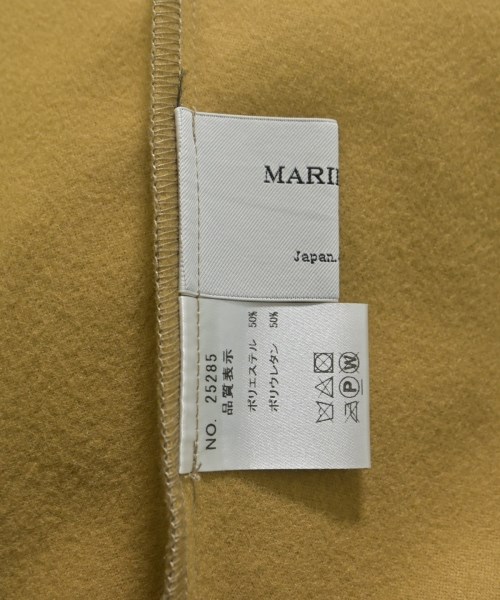 MARIH
Japan.
NO. 25285
品質表示
ポリエステル 50%
ポリウレタン 50%
P W